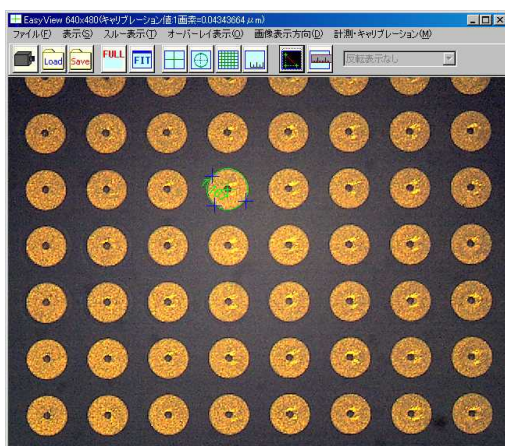 EasyView 640x480(キャリブレーション値1画素=0.04343664μm)
ファイル(F) 表示(S) スルー表示(T) オーバーレイ表示(O) 画像表示方向(D) 計測・キャリブレーション(M)
Load Save FULL FIT 反転表示なし